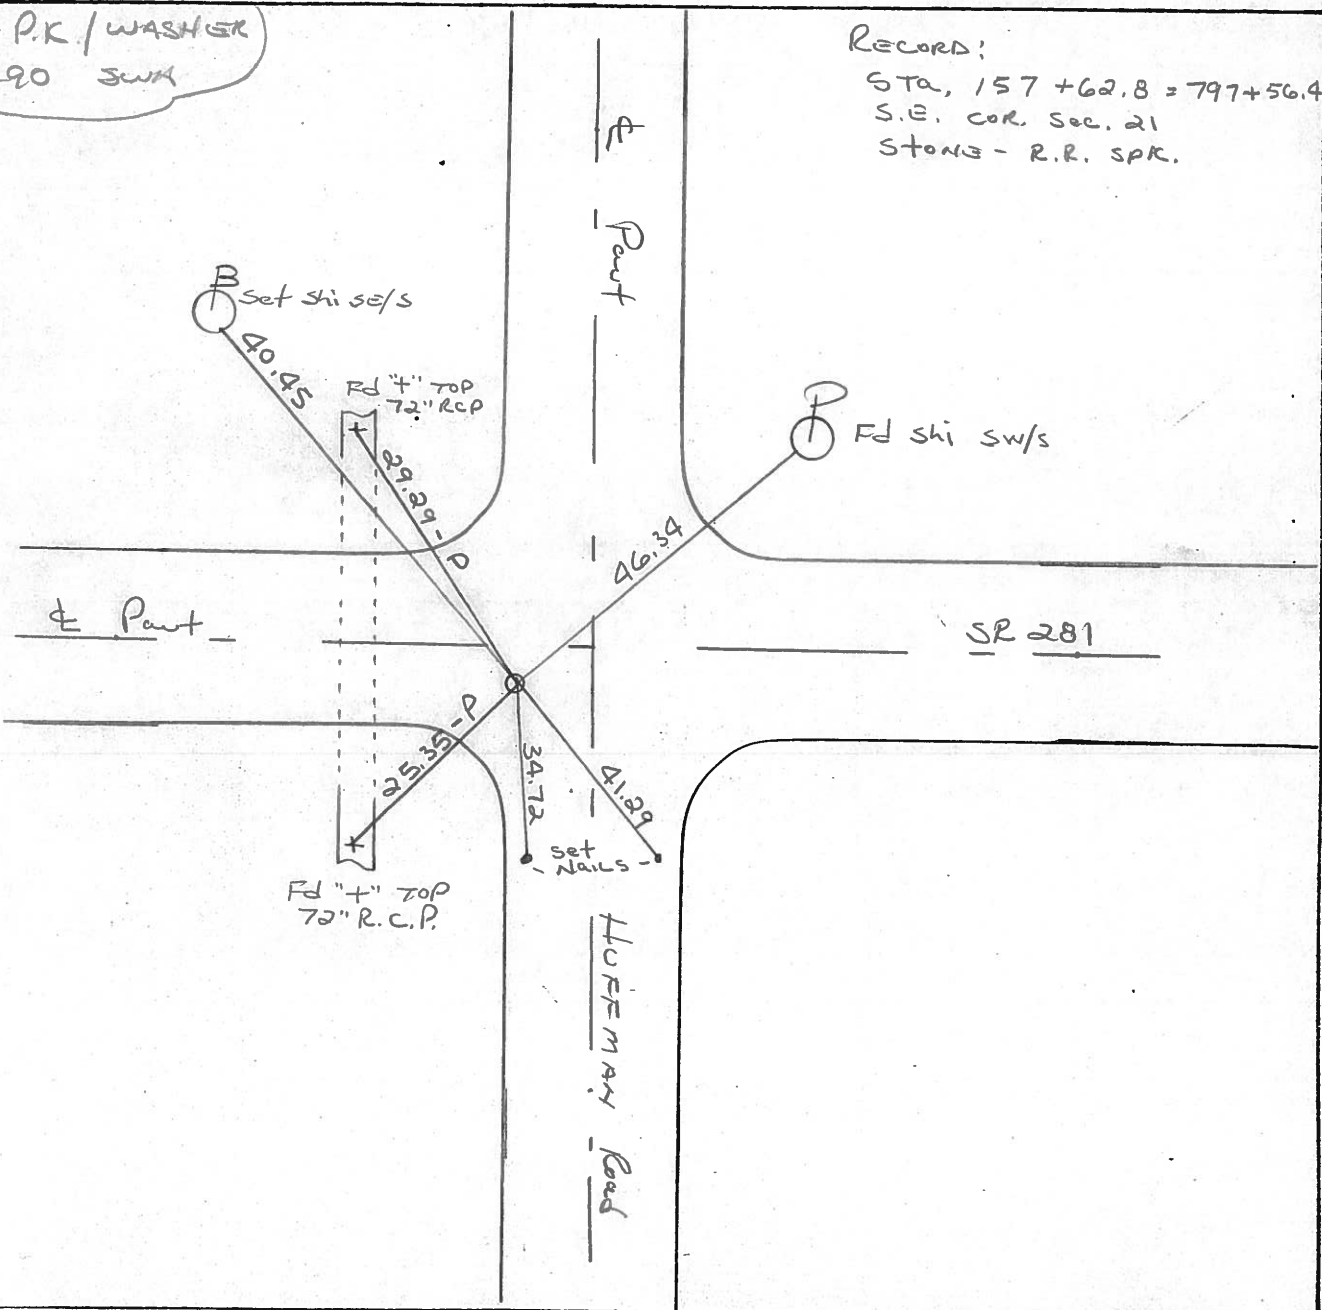 P.K. / WASHER
90 SWA
RECORD:
STa. 157 +62.8 = 797+56.4
S.E. COR. Sec. 21
STONE - R.R. SPK.
℄ Pavt
B
Set Shi SE/S
40.45
Fd "+" TOP
72" RCP
29.29 - P
P
Fd Shi SW/S
46.34
℄ Pavt
SR 281
25.35 - P
34.72
41.29
Set
- NAILS -
Fd "+" TOP
72" R.C.P.
HUFFMAN Road